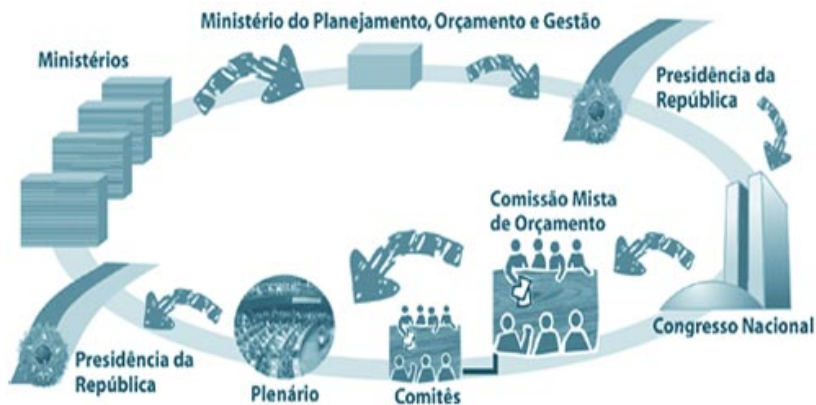 Ministério do Planejamento, Orçamento e Gestão
Ministérios
Presidência da
República
Comissão Mista
de Orçamento
Congresso Nacional
Presidência da
República
Plenário
Comitês